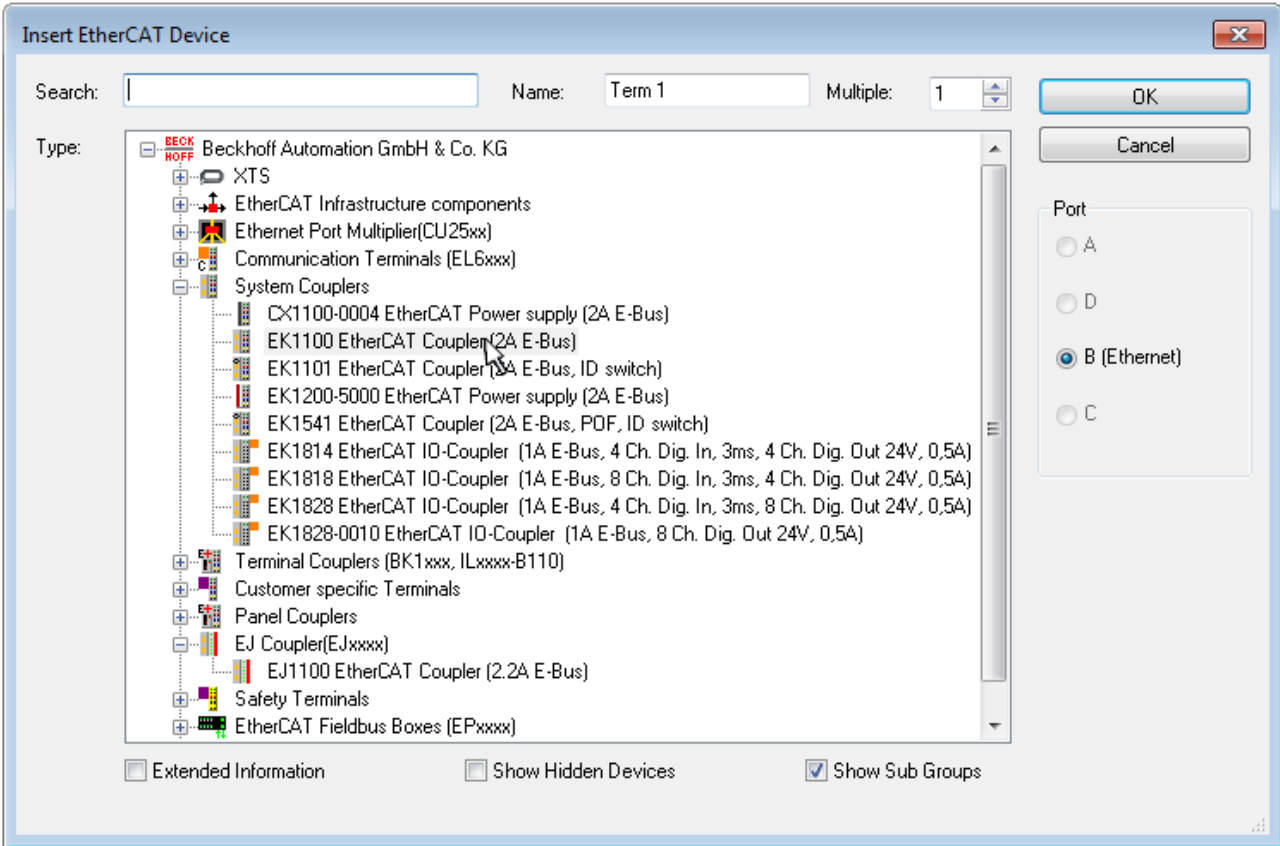 Insert EtherCAT Device
Search:
Name: Term 1
Multiple: 1
OK
Type:
BECKHOFF Beckhoff Automation GmbH & Co. KG
Cancel
XTS
EtherCAT Infrastructure components
Port
Ethernet Port Multiplier(CU25xx)
A
Communication Terminals (EL6xxx)
System Couplers
CX1100-0004 EtherCAT Power supply (2A E-Bus)
D
EK1100 EtherCAT Coupler (2A E-Bus)
B (Ethernet)
EK1101 EtherCAT Coupler (2A E-Bus, ID switch)
EK1200-5000 EtherCAT Power supply (2A E-Bus)
C
EK1541 EtherCAT Coupler (2A E-Bus, POF, ID switch)
EK1814 EtherCAT IO-Coupler (1A E-Bus, 4 Ch. Dig. In, 3ms, 4 Ch. Dig. Out 24V, 0,5A)
EK1818 EtherCAT IO-Coupler (1A E-Bus, 8 Ch. Dig. In, 3ms, 4 Ch. Dig. Out 24V, 0,5A)
EK1828 EtherCAT IO-Coupler (1A E-Bus, 4 Ch. Dig. In, 3ms, 8 Ch. Dig. Out 24V, 0,5A)
EK1828-0010 EtherCAT IO-Coupler (1A E-Bus, 8 Ch. Dig. Out 24V, 0,5A)
Terminal Couplers (BK1xxx, ILxxxx-B110)
Customer specific Terminals
Panel Couplers
EJ Coupler(EJxxxx)
EJ1100 EtherCAT Coupler (2.2A E-Bus)
Safety Terminals
EtherCAT Fieldbus Boxes (EPxxxx)
Extended Information
Show Hidden Devices
Show Sub Groups